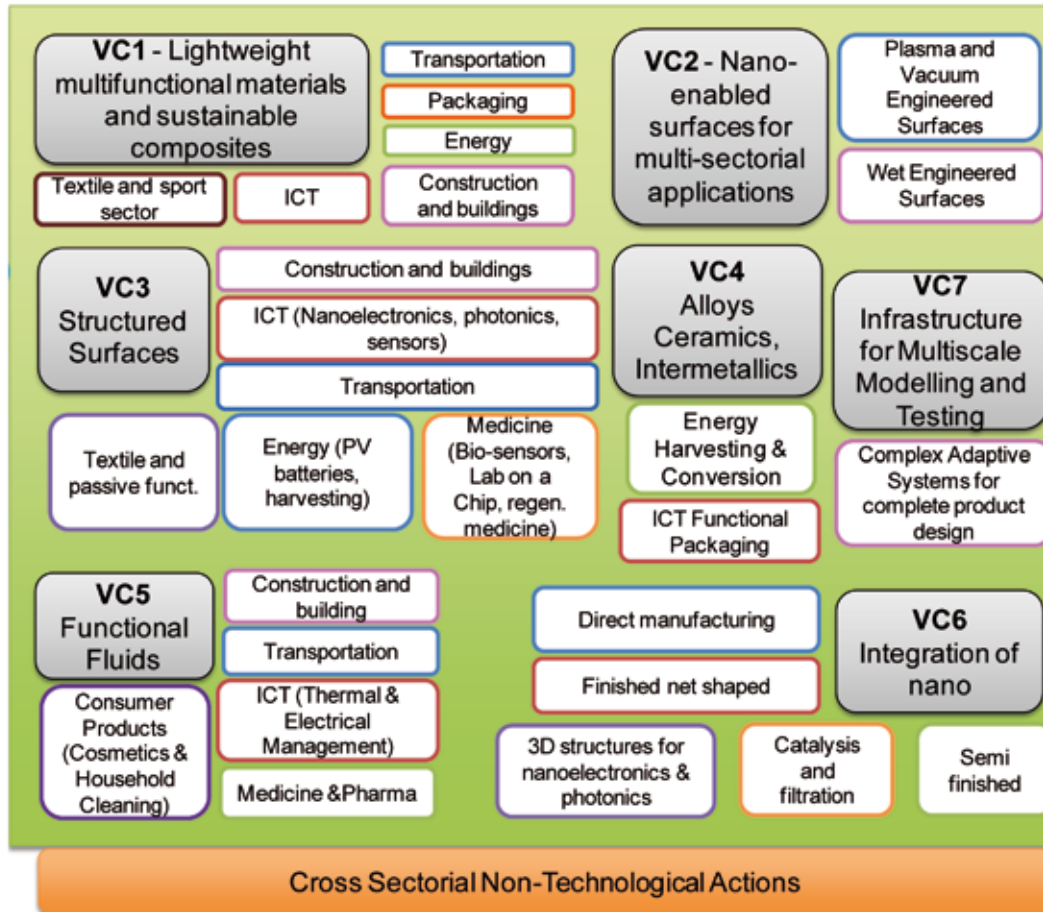 VC1 - Lightweight
multifunctional materials
and sustainable
composites
Transportation
Packaging
Energy
Textile and sport
sector
ICT
Construction
and buildings
VC2 - Nano-
enabled
surfaces for
multi-sectorial
applications
Plasma and
Vacuum
Engineered
Surfaces
Wet Engineered
Surfaces
VC3
Structured
Surfaces
Construction and buildings
ICT (Nanoelectronics, photonics,
sensors)
Transportation
Textile and
passive funct.
Energy (PV
batteries,
harvesting)
Medicine
(Bio-sensors,
Lab on a
Chip, regen.
medicine)
VC4
Alloys
Ceramics,
Intermetallics
Energy
Harvesting &
Conversion
ICT Functional
Packaging
VC7
Infrastructure
for Multiscale
Modelling and
Testing
Complex Adaptive
Systems for
complete product
design
VC5
Functional
Fluids
Construction and
building
Transportation
ICT (Thermal &
Electrical
Management)
Medicine &Pharma
Consumer
Products
(Cosmetics &
Household
Cleaning)
Direct manufacturing
Finished net shaped
VC6
Integration of
nano
3D structures for
nanoelectronics &
photonics
Catalysis
and
filtration
Semi
finished
Cross Sectorial Non-Technological Actions